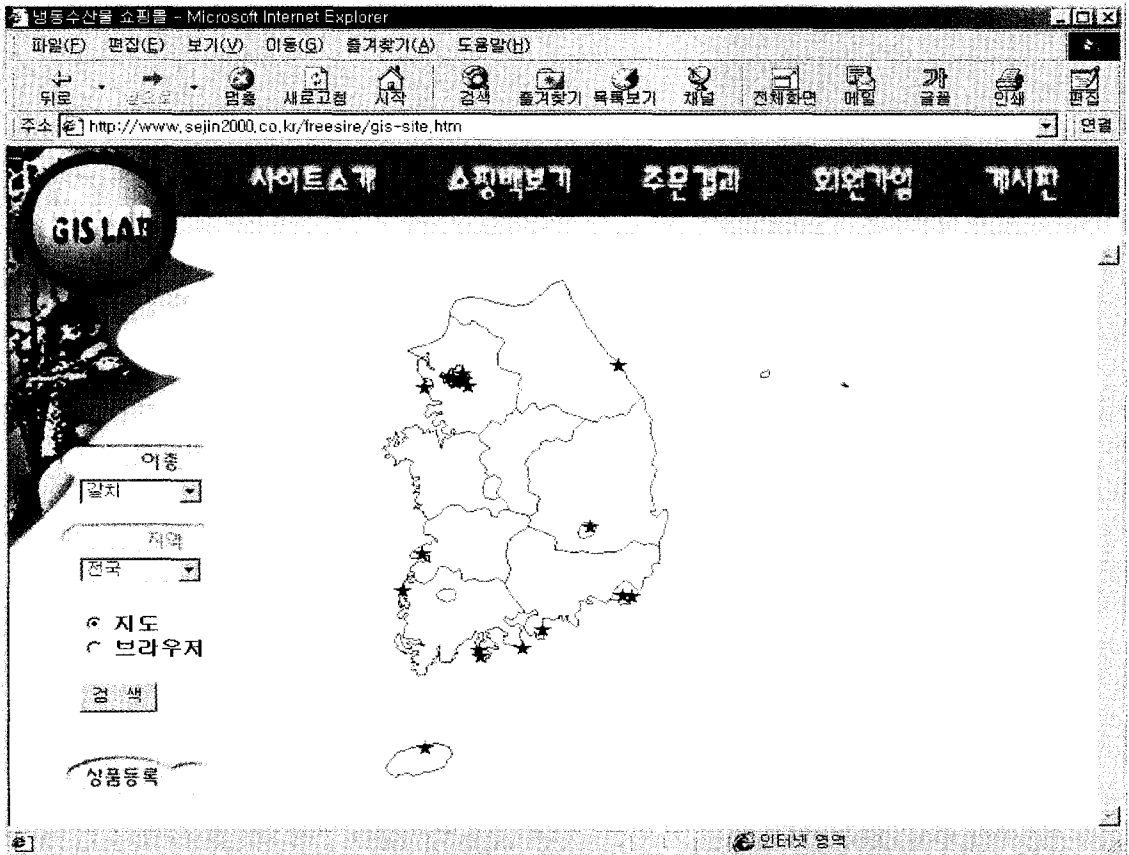 냉동수산물 쇼핑몰 - Microsoft Internet Explorer
파일(F) 편집(E) 보기(V) 이동(G) 즐겨찾기(A) 도움말(H)
뒤로 앞으로 멈춤 새로고침 시작 검색 즐겨찾기 목록보기 채널 전체화면 메일 글꼴 인쇄 편집
주소 http://www.sejin2000.co.kr/freesire/gis-site.htm 연결
사이트소개 쇼핑백보기 주문결과 회원가입 게시판
GIS LAB
어종
갈치
지역
전국
지도
브라우저
검 색
상품등록
인터넷 영역